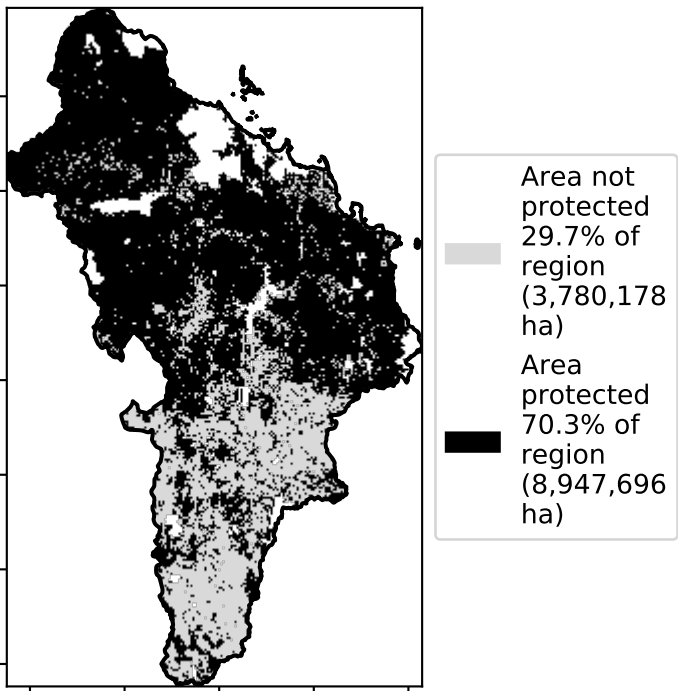 Area not
protected
29.7% of
region
(3,780,178
ha)
Area
protected
70.3% of
region
(8,947,696
ha)